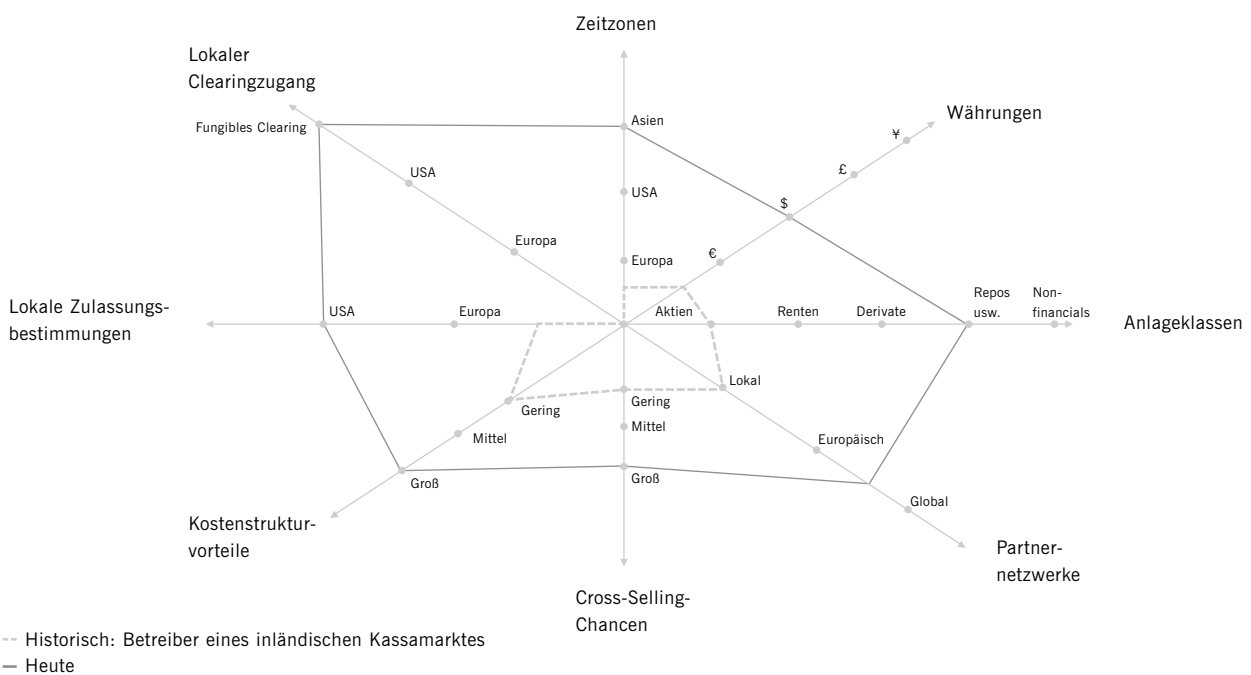 Zeitzonen
Lokaler
Clearingzugang
Währungen
Fungibles Clearing
Asien
¥
USA
£
USA
$
Europa
Europa
€
Lokale Zulassungs-
bestimmungen
USA
Europa
Aktien
Renten
Derivate
Repos
usw.
Non-
financials
Anlageklassen
Lokal
Gering
Gering
Mittel
Mittel
Europäisch
Groß
Groß
Global
Kostenstruktur-
vorteile
Partner-
netzwerke
Cross-Selling-
Chancen
Historisch: Betreiber eines inländischen Kassamarktes
Heute